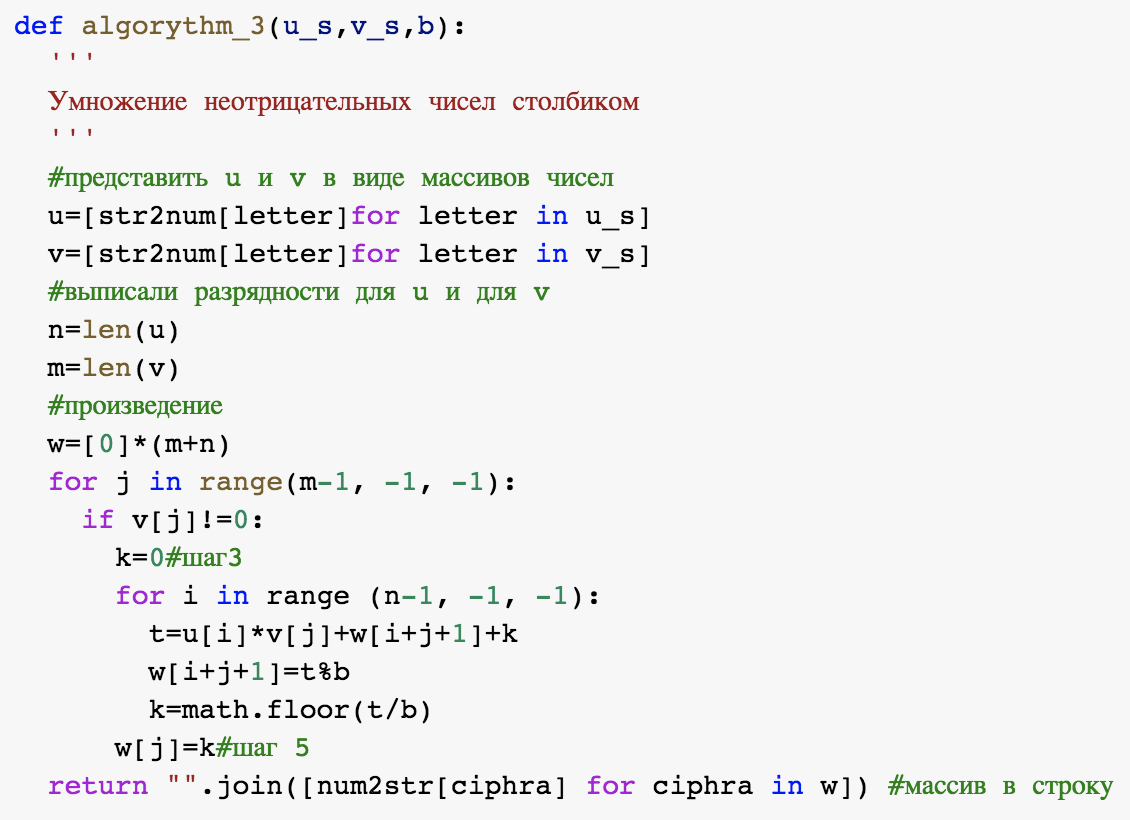 def algorythm_3(u_s,v_s,b):
  '''
  Умножение неотрицательных чисел столбиком
  '''
  #представить u и v в виде массивов чисел
  u=[str2num[letter]for letter in u_s]
  v=[str2num[letter]for letter in v_s]
  #выписали разрядности для u и для v
  n=len(u)
  m=len(v)
  #произведение
  w=[0]*(m+n)
  for j in range(m-1, -1, -1):
    if v[j]!=0:
      k=0#шаг3
      for i in range (n-1, -1, -1):
        t=u[i]*v[j]+w[i+j+1]+k
        w[i+j+1]=t%b
        k=math.floor(t/b)
      w[j]=k#шаг 5
  return "".join([num2str[ciphra] for ciphra in w]) #массив в строку